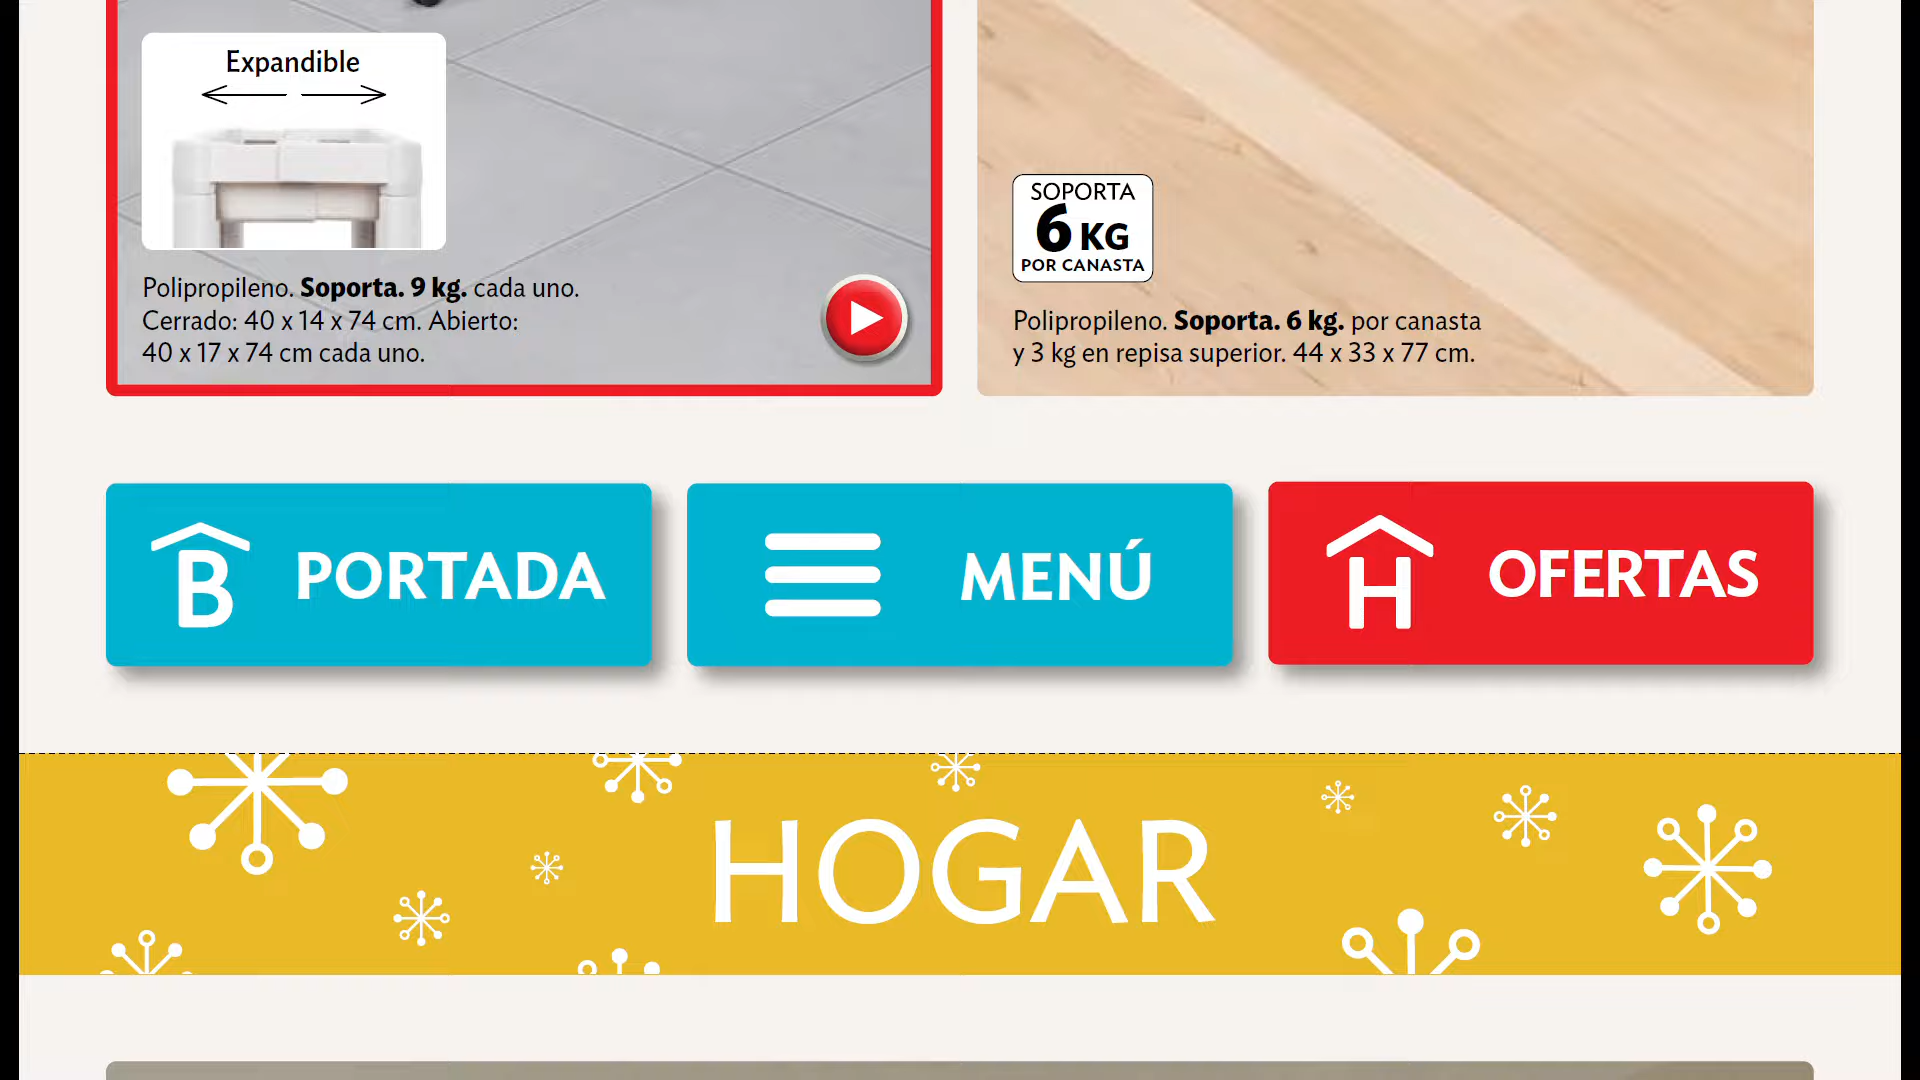 Expandible
Polipropileno. Soporta. 9 kg. cada uno.
Cerrado: 40 x 14 x 74 cm. Abierto:
40 x 17 x 74 cm cada uno.
SOPORTA
6 KG
POR CANASTA
Polipropileno. Soporta. 6 kg. por canasta
y 3 kg en repisa superior. 44 x 33 x 77 cm.
B PORTADA
MENÚ
H OFERTAS
HOGAR